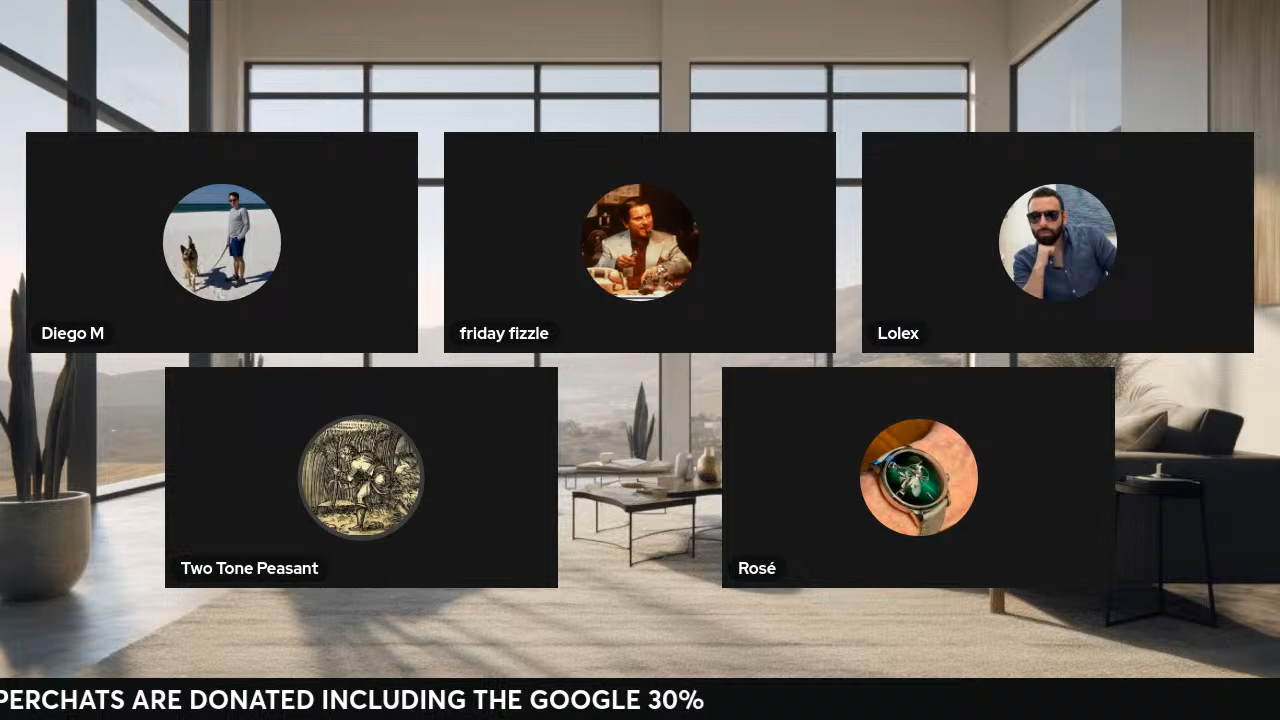 Diego M
friday fizzle
Lolex
Two Tone Peasant
Rosé
PERCHATS ARE DONATED INCLUDING THE GOOGLE 30%